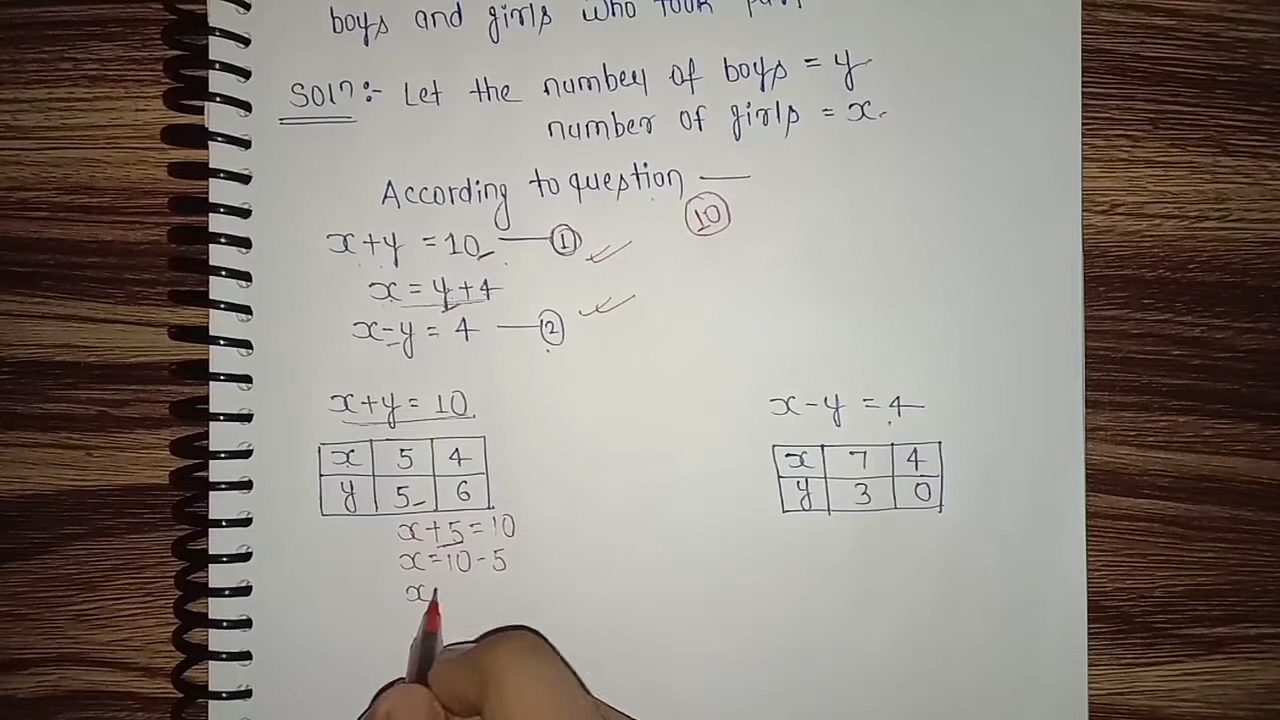 boys and girls who took
Soln:- Let the number of boys = y
number of girls = x.
According to question —
10
x+y = 10 — 1
x = y+4
x-y = 4 — 2
x+y = 10
x 5 4
y 5 6
x+5=10
x=10-5
x
x-y = 4
x 7 4
y 3 0